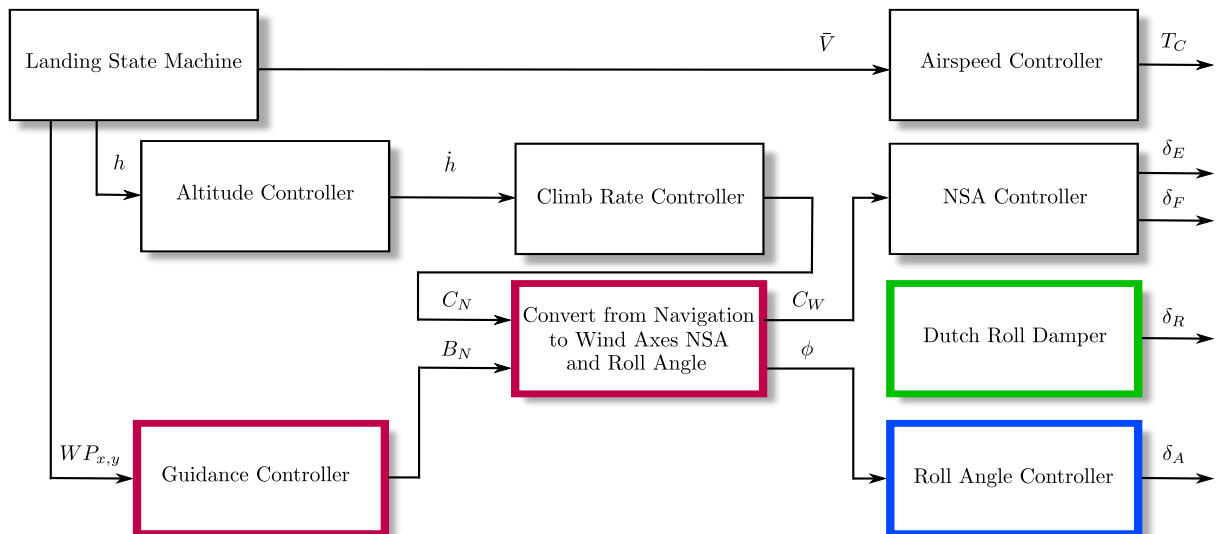 Landing State Machine
V̄
Airspeed Controller
T_C
h
Altitude Controller
ḣ
Climb Rate Controller
NSA Controller
δ_E
δ_F
C_N
B_N
Convert from Navigation
to Wind Axes NSA
and Roll Angle
C_W
ϕ
Dutch Roll Damper
δ_R
WP_{x,y}
Guidance Controller
Roll Angle Controller
δ_A